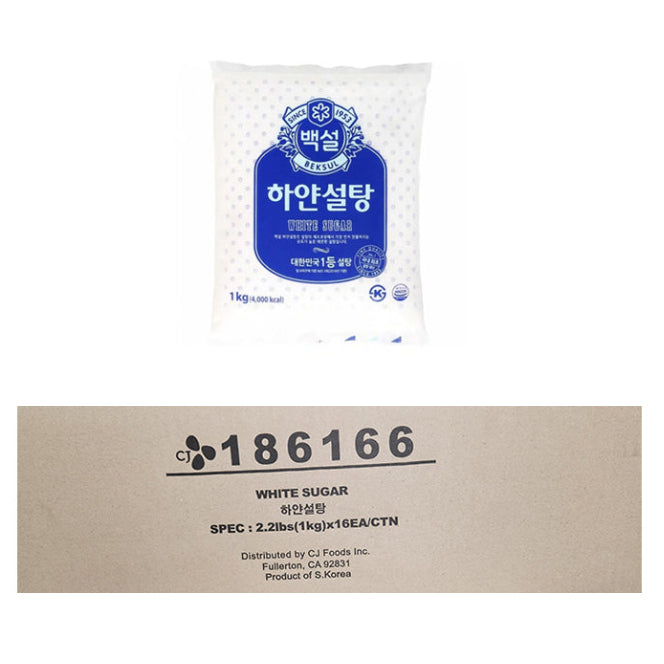 SINCE 1953
백설
BEKSUL
하얀설탕
WHITE SUGAR
대한민국 1등 설탕
1kg (4,000 kcal)
K
CJ 186166
WHITE SUGAR
하얀설탕
SPEC : 2.2lbs(1kg)x16EA/CTN
Distributed by CJ Foods Inc.
Fullerton, CA 92831
Product of S.Korea